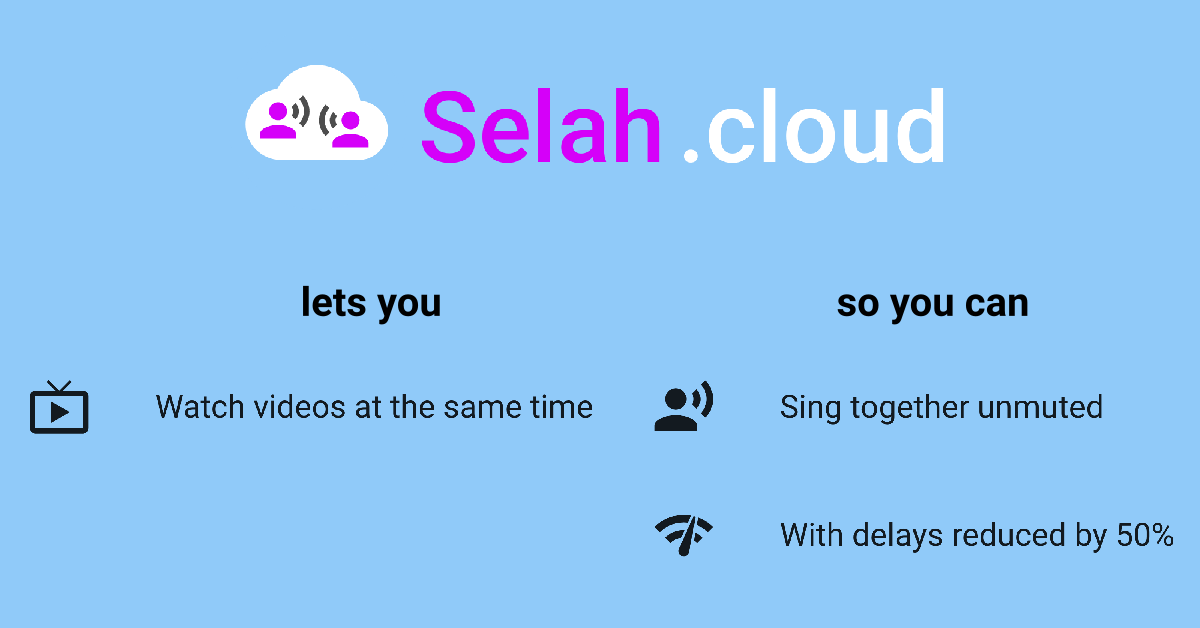 Selah .cloud
lets you
Watch videos at the same time
so you can
Sing together unmuted
With delays reduced by 50%